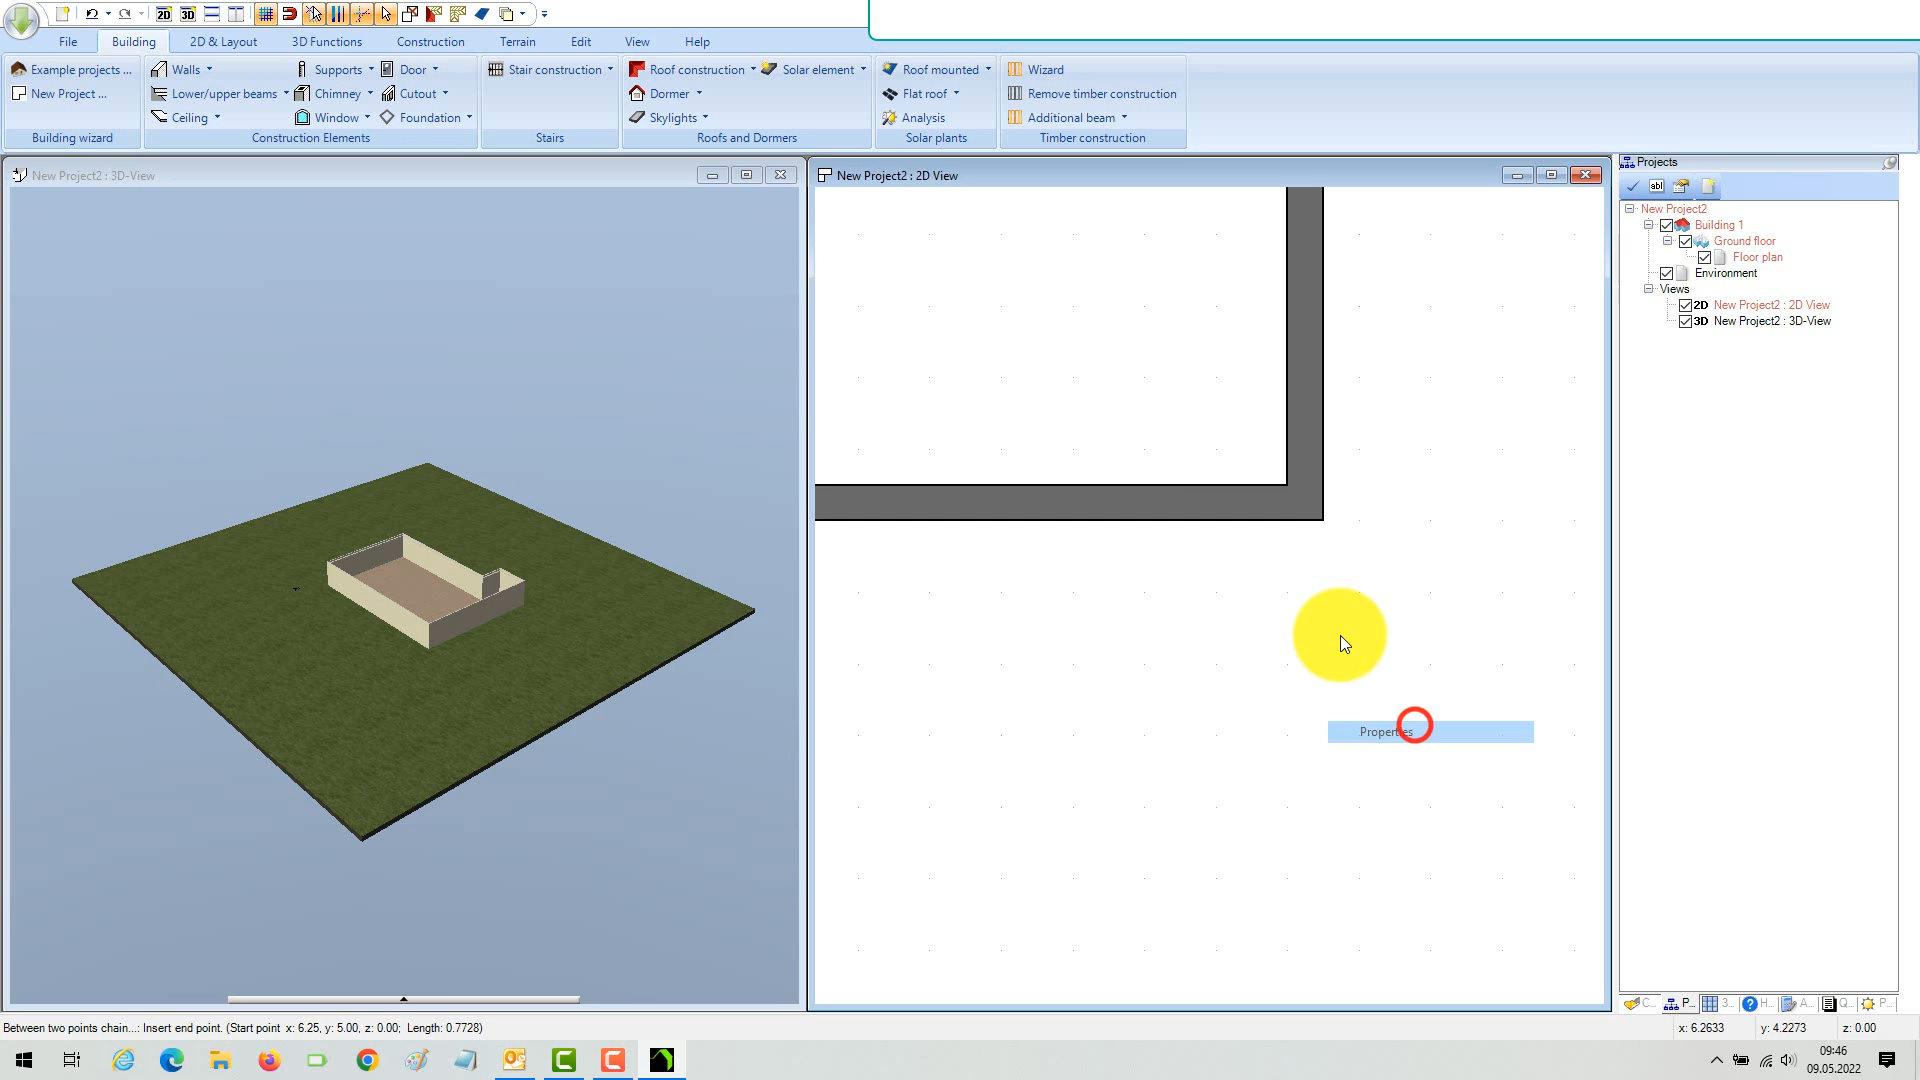 2D 3D
File Building 2D & Layout 3D Functions Construction Terrain Edit View Help
Example projects ... Walls Supports Door Stair construction Roof construction Solar element Roof mounted Wizard
New Project ... Lower/upper beams Chimney Cutout Dormer Flat roof Remove timber construction
Ceiling Window Foundation Skylights Analysis Additional beam
Building wizard Construction Elements Stairs Roofs and Dormers Solar plants Timber construction
New Project2 : 3D-View
New Project2 : 2D View
Projects
abl
New Project2
Building 1
Ground floor
Floor plan
Environment
Views
2D New Project2 : 2D View
3D New Project2 : 3D-View
Properties
C... P... 3... H... A... Q... P...
Between two points chain...: Insert end point. (Start point x: 6.25, y: 5.00, z: 0.00; Length: 0.7728)
x: 6.2633 y: 4.2273 z: 0.00
09:46
09.05.2022